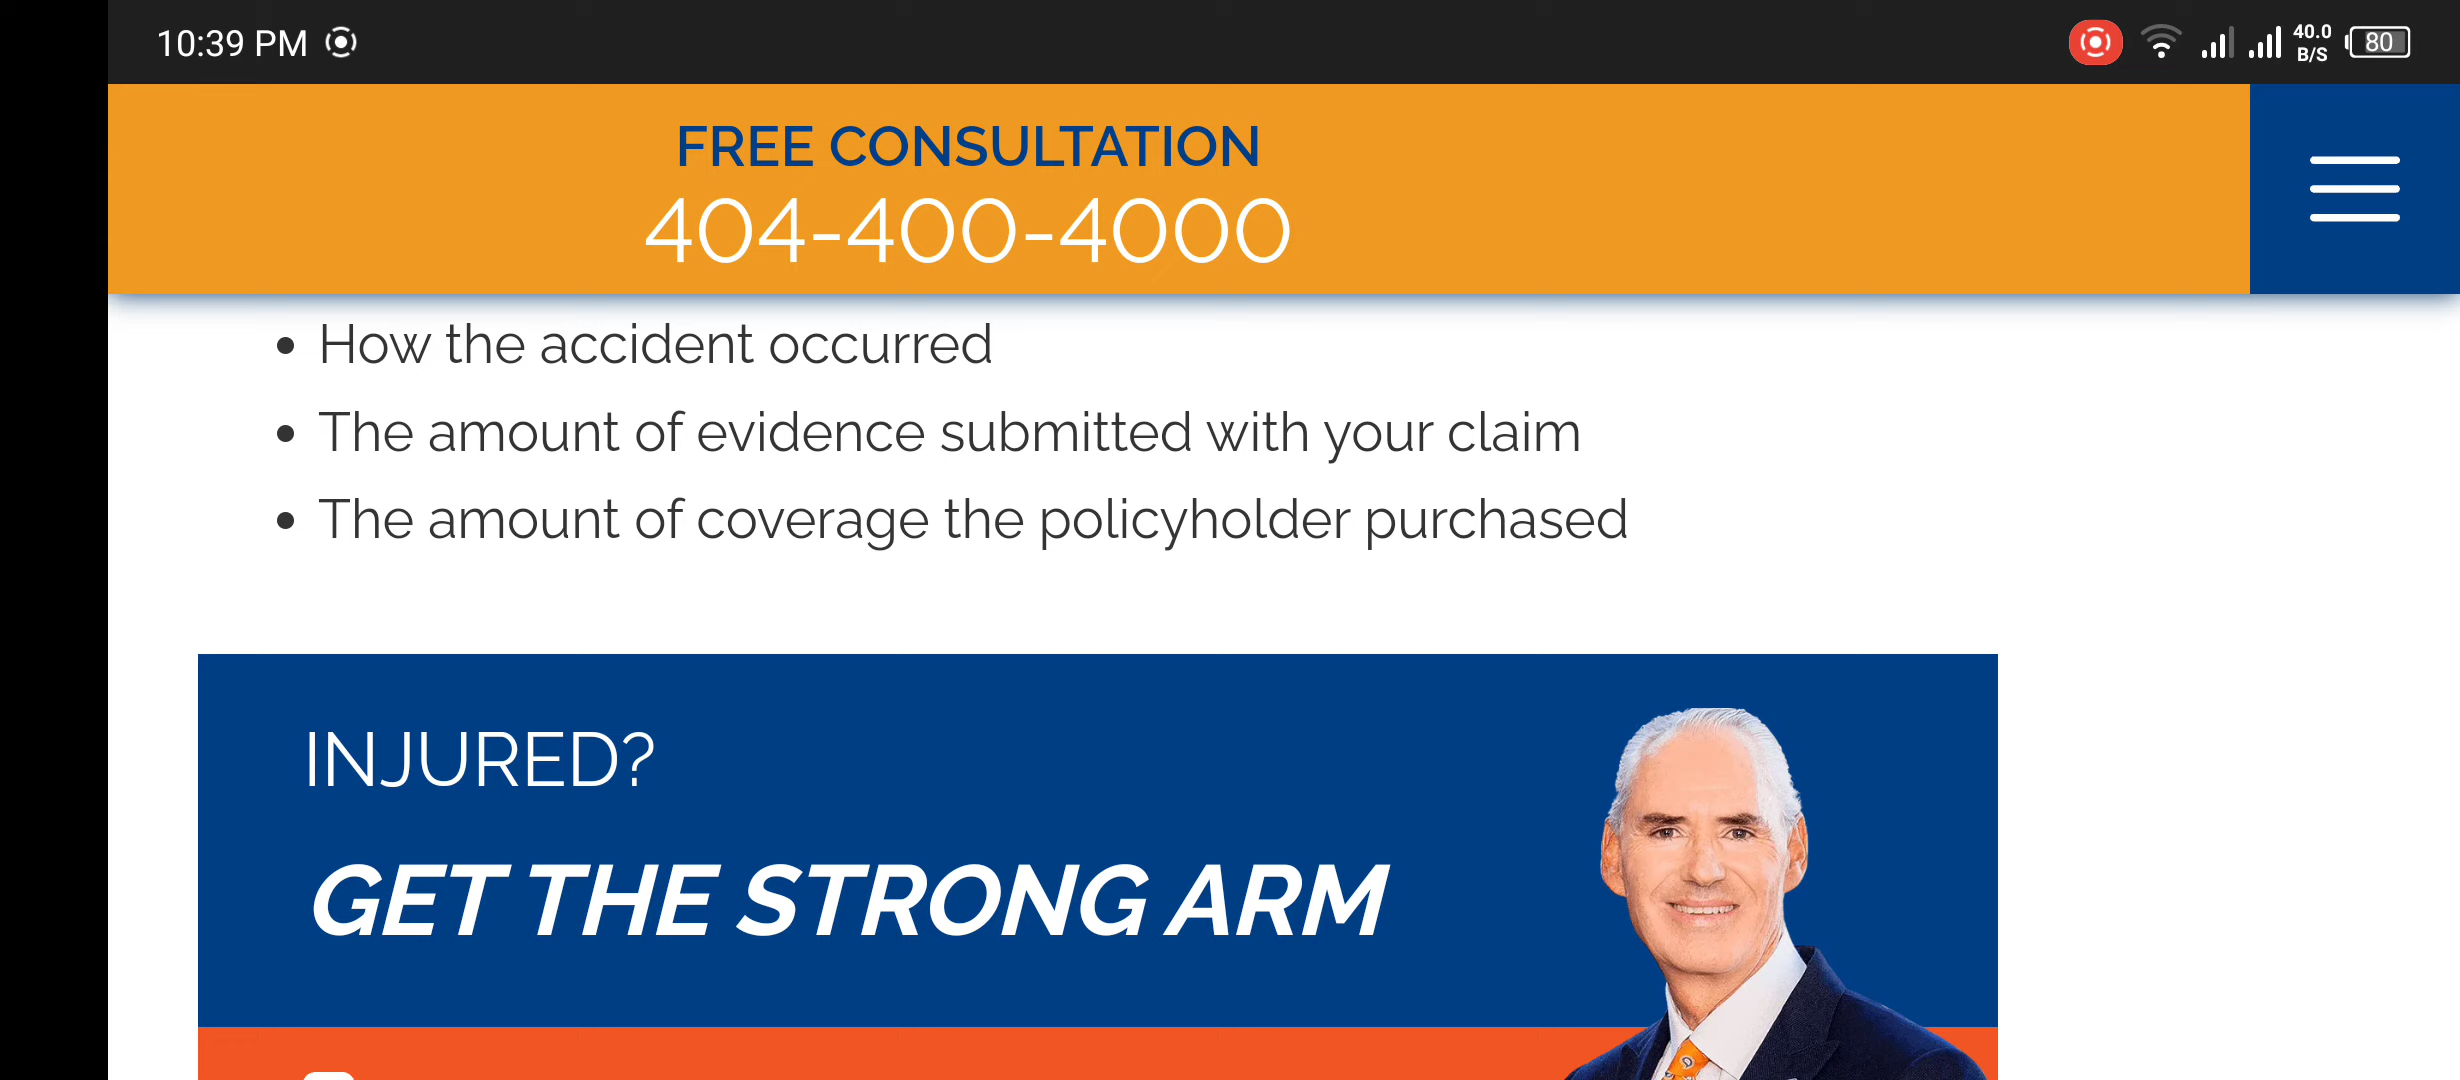 10:39 PM
40.0
B/S
80
FREE CONSULTATION
404-400-4000
• How the accident occurred
• The amount of evidence submitted with your claim
• The amount of coverage the policyholder purchased
INJURED?
GET THE STRONG ARM